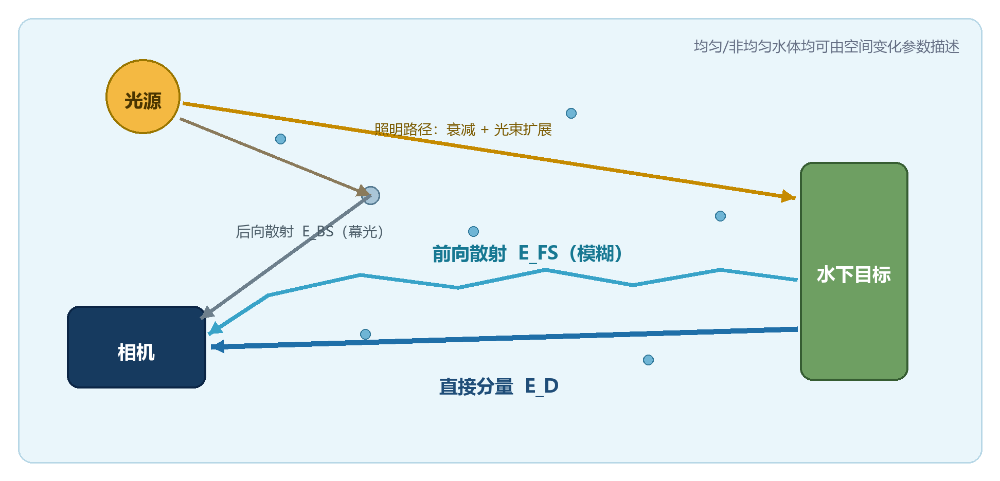 均匀/非均匀水体均可由空间变化参数描述
光源
照明路径：衰减 + 光束扩展
后向散射 E_BS（幕光）
前向散射 E_FS（模糊）
水下目标
相机
直接分量 E_D